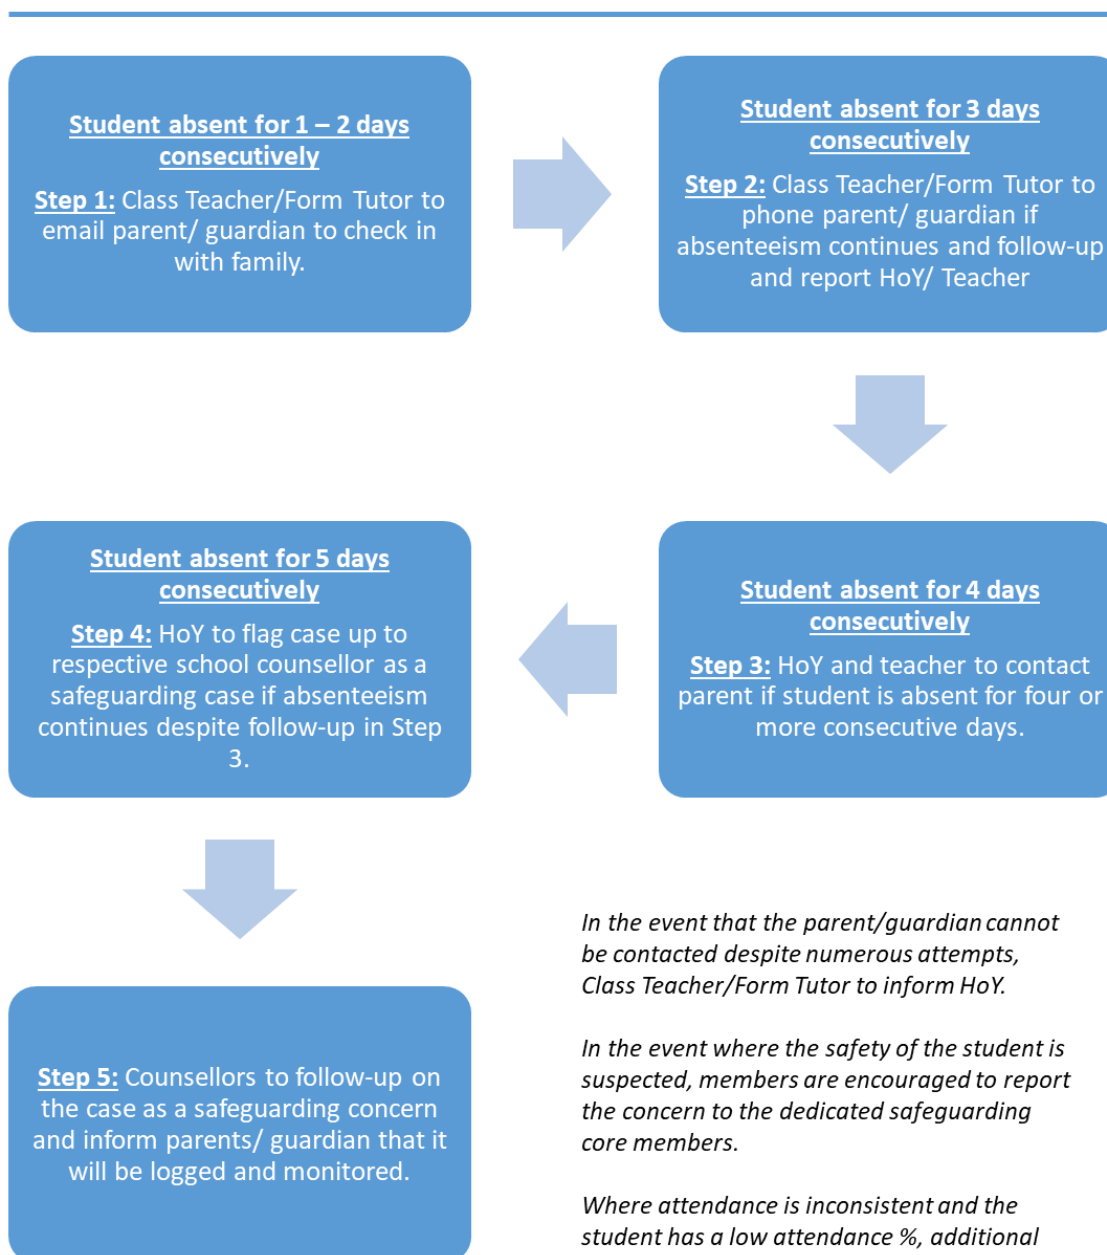 Student absent for 1 – 2 days
consecutively
Step 1: Class Teacher/Form Tutor to
email parent/ guardian to check in
with family.
Student absent for 3 days
consecutively
Step 2: Class Teacher/Form Tutor to
phone parent/ guardian if
absenteeism continues and follow-up
and report HoY/ Teacher
Student absent for 4 days
consecutively
Step 3: HoY and teacher to contact
parent if student is absent for four or
more consecutive days.
Student absent for 5 days
consecutively
Step 4: HoY to flag case up to
respective school counsellor as a
safeguarding case if absenteeism
continues despite follow-up in Step
3.
Step 5: Counsellors to follow-up on
the case as a safeguarding concern
and inform parents/ guardian that it
will be logged and monitored.
In the event that the parent/guardian cannot
be contacted despite numerous attempts,
Class Teacher/Form Tutor to inform HoY.
In the event where the safety of the student is
suspected, members are encouraged to report
the concern to the dedicated safeguarding
core members.
Where attendance is inconsistent and the
student has a low attendance %, additional